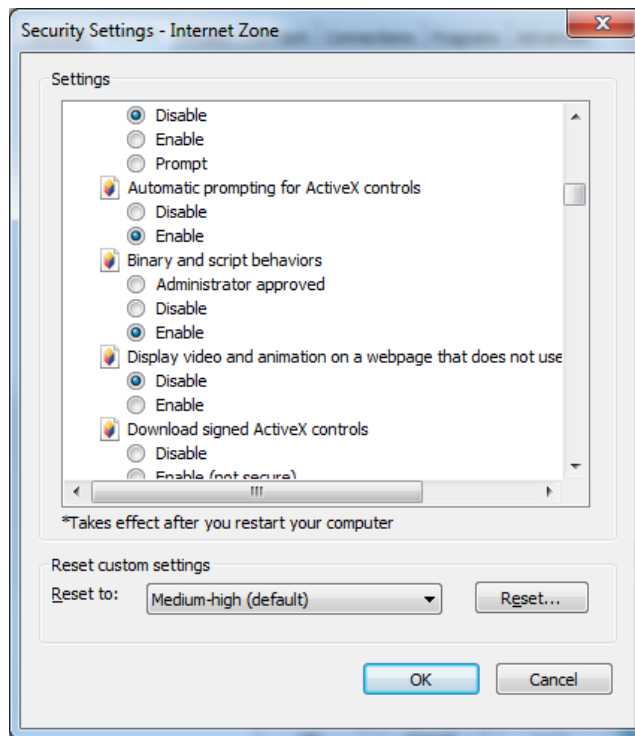 Security Settings - Internet Zone
Settings
Disable
Enable
Prompt
Automatic prompting for ActiveX controls
Disable
Enable
Binary and script behaviors
Administrator approved
Disable
Enable
Display video and animation on a webpage that does not use
Disable
Enable
Download signed ActiveX controls
Disable
Enable (not secure)
*Takes effect after you restart your computer
Reset custom settings
Reset to:
Medium-high (default)
Reset...
OK
Cancel